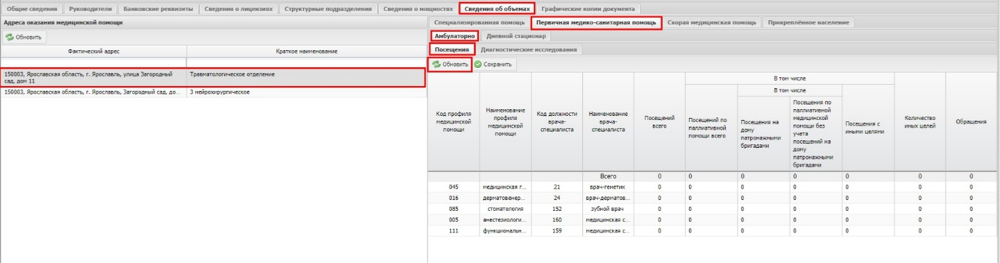 Общие сведения Руководители Банковские реквизиты Сведения о лицензиях Структурные подразделения Сведения о мощностях Сведения об объемах Графические копии документа
Адреса оказания медицинской помощи
Обновить
Фактический адрес Краткое наименование
150003, Ярославская область, г. Ярославль, улица Загородный
сад, дом 11
Травматологическое отделение
150003, Ярославская область, г. Ярославль, Загородный сад, до... 3 нейрохирургическое
Специализированная помощь Первичная медико-санитарная помощь Скорая медицинская помощь Прикреплённое население
Амбулаторно Дневной стационар
Посещения Диагностические исследования
Обновить Сохранить
Код профиля
медицинской
помощи
Наименование
профиля
медицинской
помощи
Код должности
врача-
специалиста
Наименование
врача-
специалиста
Посещений
всего
В том числе
Посещений по
паллиативной
помощи всего
В том числе
Посещения на
дому
патронажными
бригадами
Посещения по
паллиативной
медицинской
помощи без
учета
посещений на
дому
патронажными
бригадами
Посещения с
иными целями
Количество
иных целей
Обращения
Всего 0 0 0 0 0 0 0
045 медицинская г... 21 врач-генетик 0 0 0 0 0 0 0
016 дерматовенер... 24 врач-дерматов... 0 0 0 0 0 0 0
085 стоматология 152 зубной врач 0 0 0 0 0 0 0
005 анестезиологи... 160 медицинская с... 0 0 0 0 0 0 0
111 функциональн... 159 медицинская с... 0 0 0 0 0 0 0